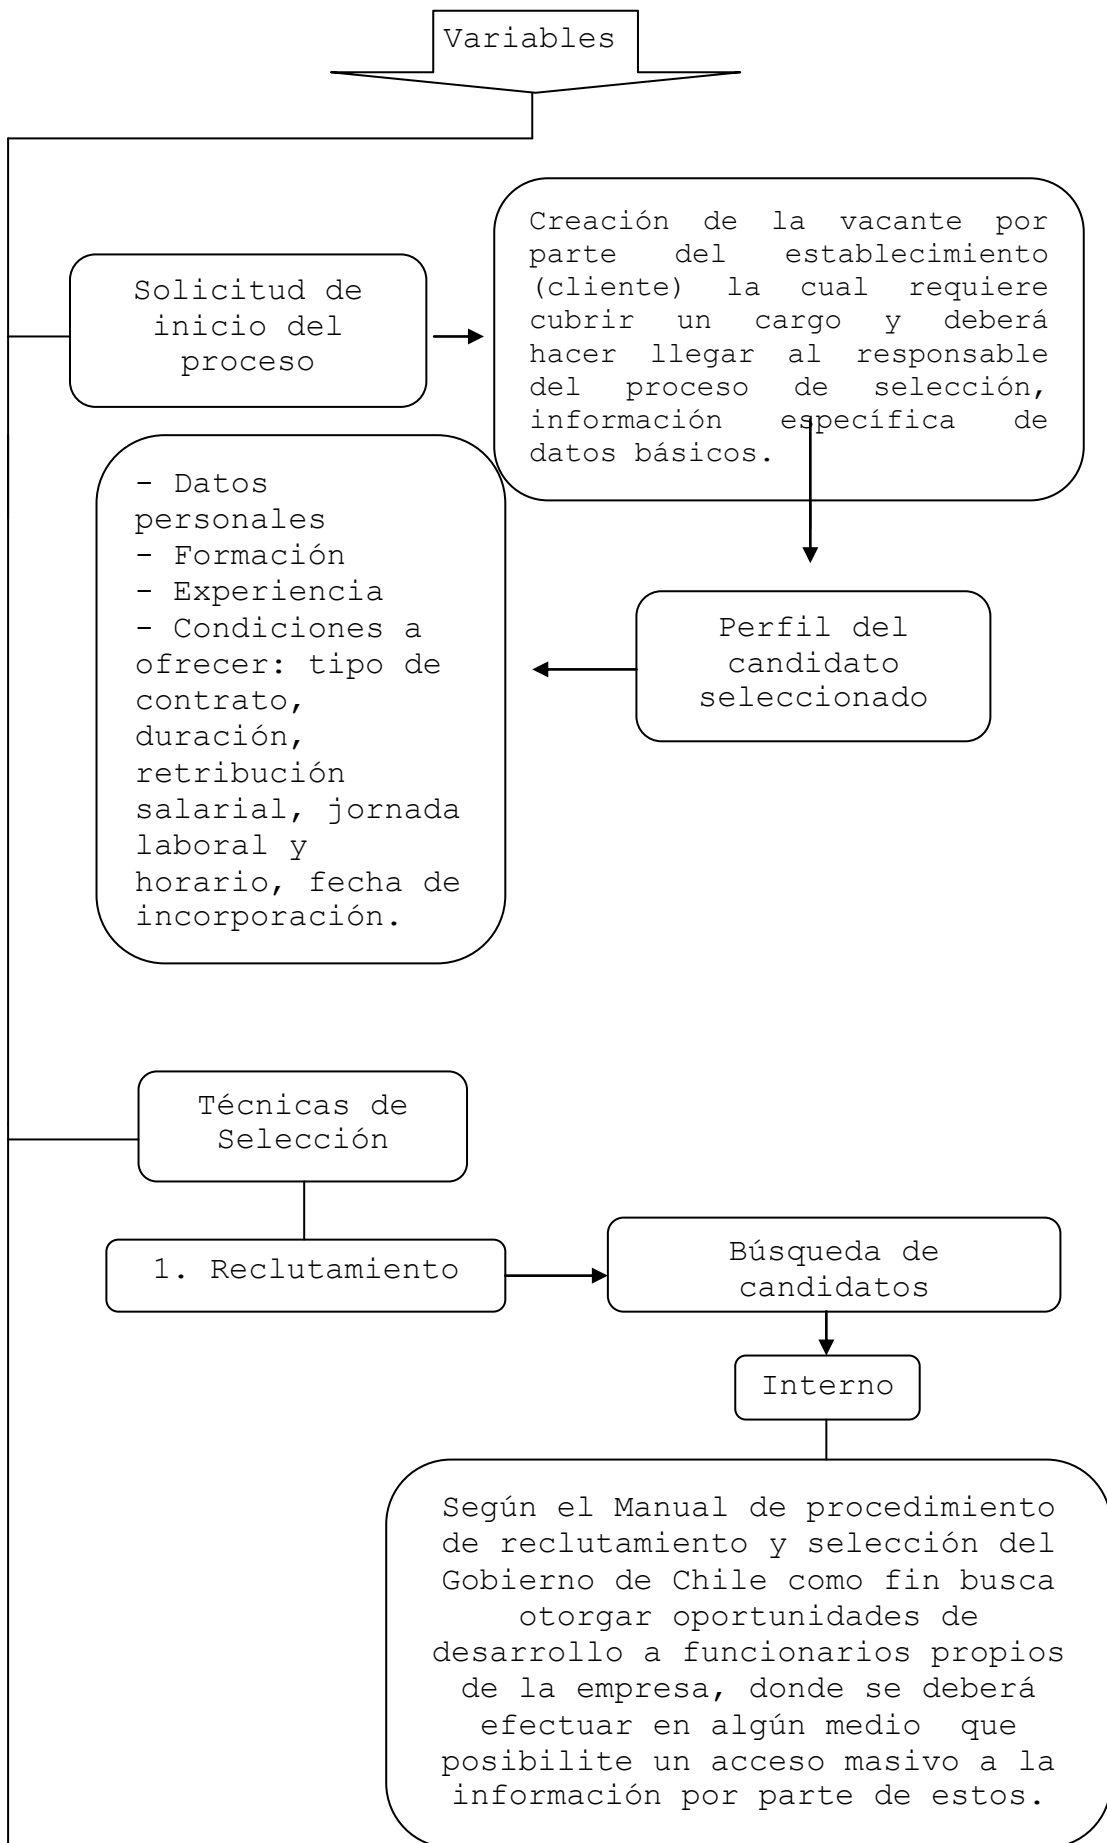 Variables
Solicitud de
inicio del
proceso
Creación de la vacante por
parte del establecimiento
(cliente) la cual requiere
cubrir un cargo y deberá
hacer llegar al responsable
del proceso de selección,
información específica de
datos básicos.
Perfil del
candidato
seleccionado
- Datos
personales
- Formación
- Experiencia
- Condiciones a
ofrecer: tipo de
contrato,
duración,
retribución
salarial, jornada
laboral y
horario, fecha de
incorporación.
Técnicas de
Selección
1. Reclutamiento
Búsqueda de
candidatos
Interno
Según el Manual de procedimiento
de reclutamiento y selección del
Gobierno de Chile como fin busca
otorgar oportunidades de
desarrollo a funcionarios propios
de la empresa, donde se deberá
efectuar en algún medio que
posibilite un acceso masivo a la
información por parte de estos.